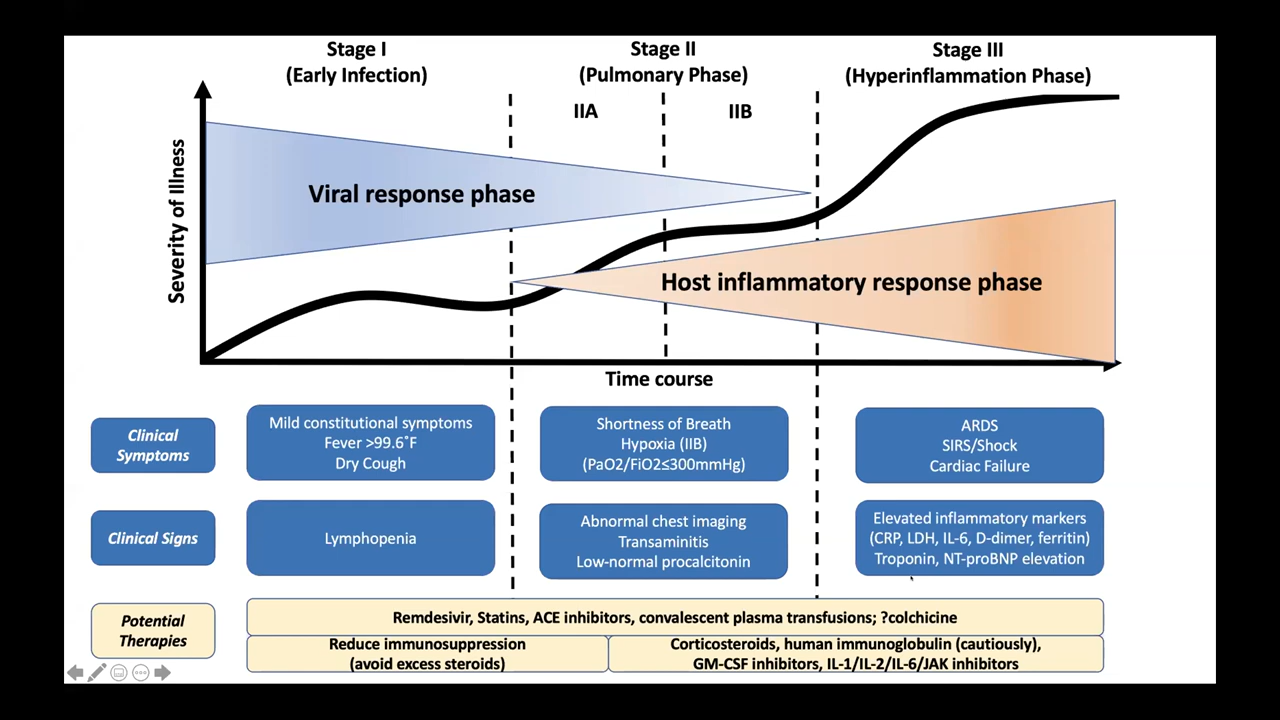 Stage I
(Early Infection)
Stage II
(Pulmonary Phase)
Stage III
(Hyperinflammation Phase)
IIA
IIB
Severity of Illness
Viral response phase
Host inflammatory response phase
Time course
Clinical
Symptoms
Mild constitutional symptoms
Fever >99.6˚F
Dry Cough
Shortness of Breath
Hypoxia (IIB)
(PaO2/FiO2≤300mmHg)
ARDS
SIRS/Shock
Cardiac Failure
Clinical Signs
Lymphopenia
Abnormal chest imaging
Transaminitis
Low-normal procalcitonin
Elevated inflammatory markers
(CRP, LDH, IL-6, D-dimer, ferritin)
Troponin, NT-proBNP elevation
Potential
Therapies
Remdesivir, Statins, ACE inhibitors, convalescent plasma transfusions; ?colchicine
Reduce immunosuppression
(avoid excess steroids)
Corticosteroids, human immunoglobulin (cautiously),
GM-CSF inhibitors, IL-1/IL-2/IL-6/JAK inhibitors